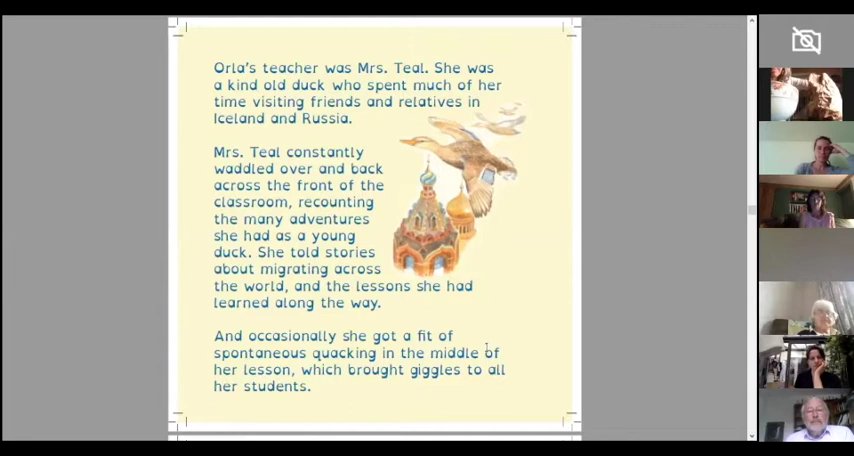 Orla's teacher was Mrs. Teal. She was
a kind old duck who spent much of her
time visiting friends and relatives in
Iceland and Russia.
Mrs. Teal constantly
waddled over and back
across the front of the
classroom, recounting
the many adventures
she had as a young
duck. She told stories
about migrating across
the world, and the lessons she had
learned along the way.
And occasionally she got a fit of
spontaneous quacking in the middle of
her lesson, which brought giggles to all
her students.